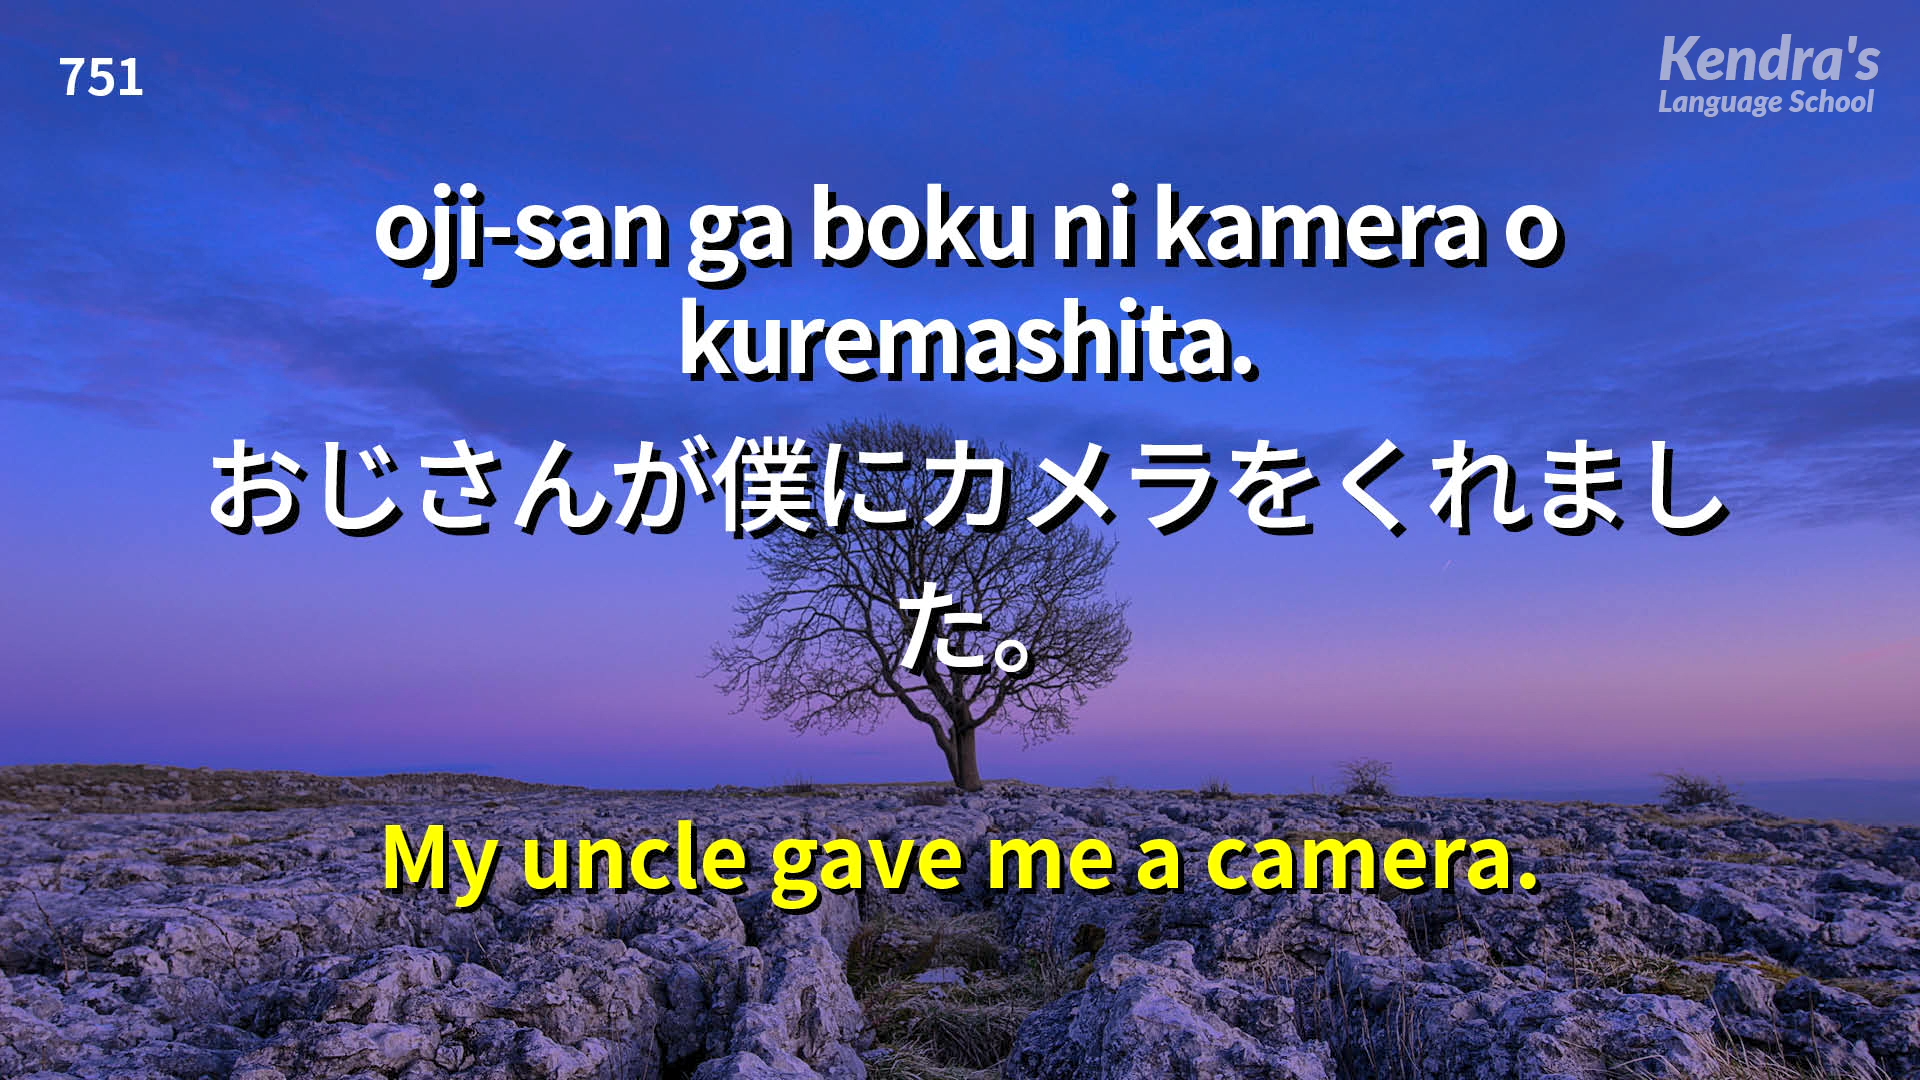 751
Kendra's
Language School
oji-san ga boku ni kamera o
kuremashita.
おじさんが僕にカメラをくれまし
た。
My uncle gave me a camera.